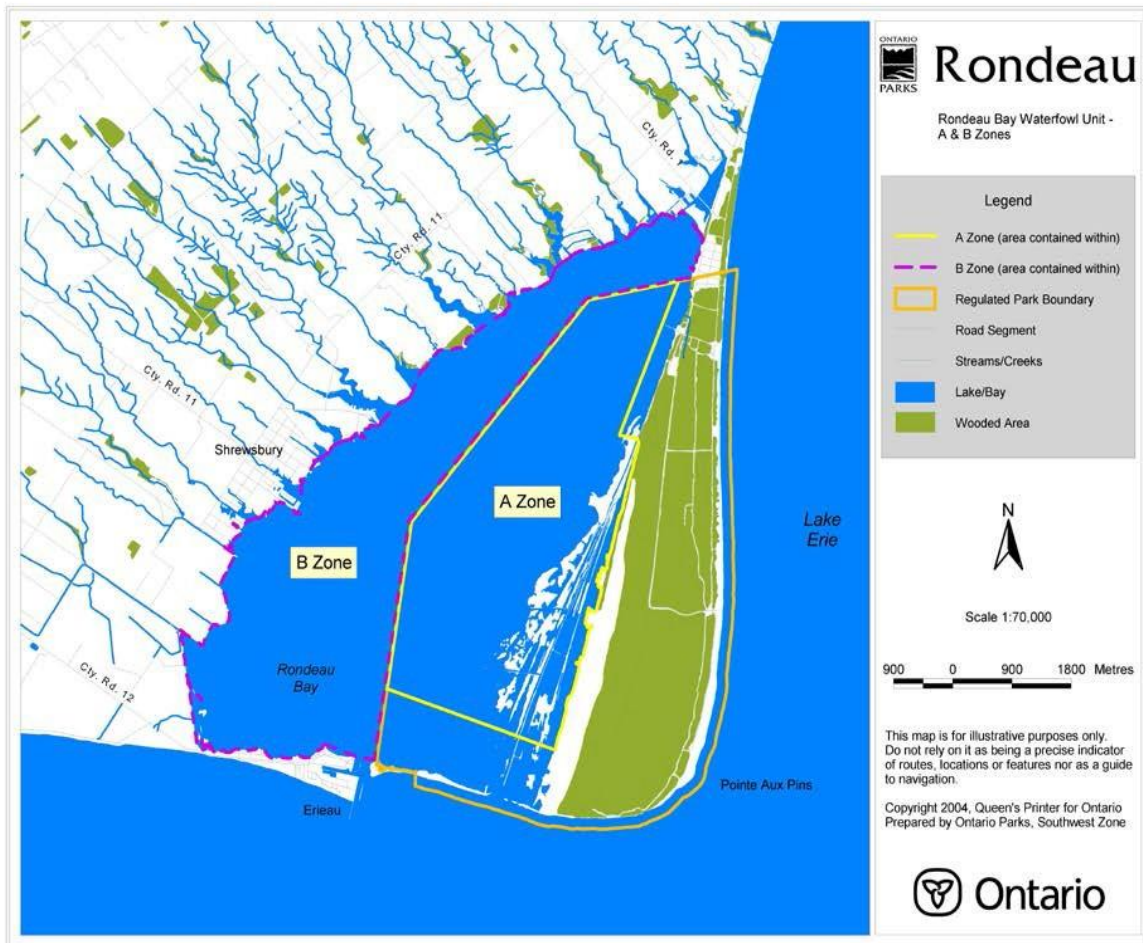 Cty. Rd. 1
Cty. Rd. 11
Cty. Rd. 11
Shrewsbury
A Zone
B Zone
Lake
Erie
Rondeau
Bay
Cty. Rd. 12
Erieau
Pointe Aux Pins
ONTARIO
PARKS
Rondeau
Rondeau Bay Waterfowl Unit -
A & B Zones
Legend
A Zone (area contained within)
B Zone (area contained within)
Regulated Park Boundary
Road Segment
Streams/Creeks
Lake/Bay
Wooded Area
N
Scale 1:70,000
900 0 900 1800 Metres
This map is for illustrative purposes only.
Do not rely on it as being a precise indicator
of routes, locations or features nor as a guide
to navigation.
Copyright 2004, Queen's Printer for Ontario
Prepared by Ontario Parks, Southwest Zone
Ontario